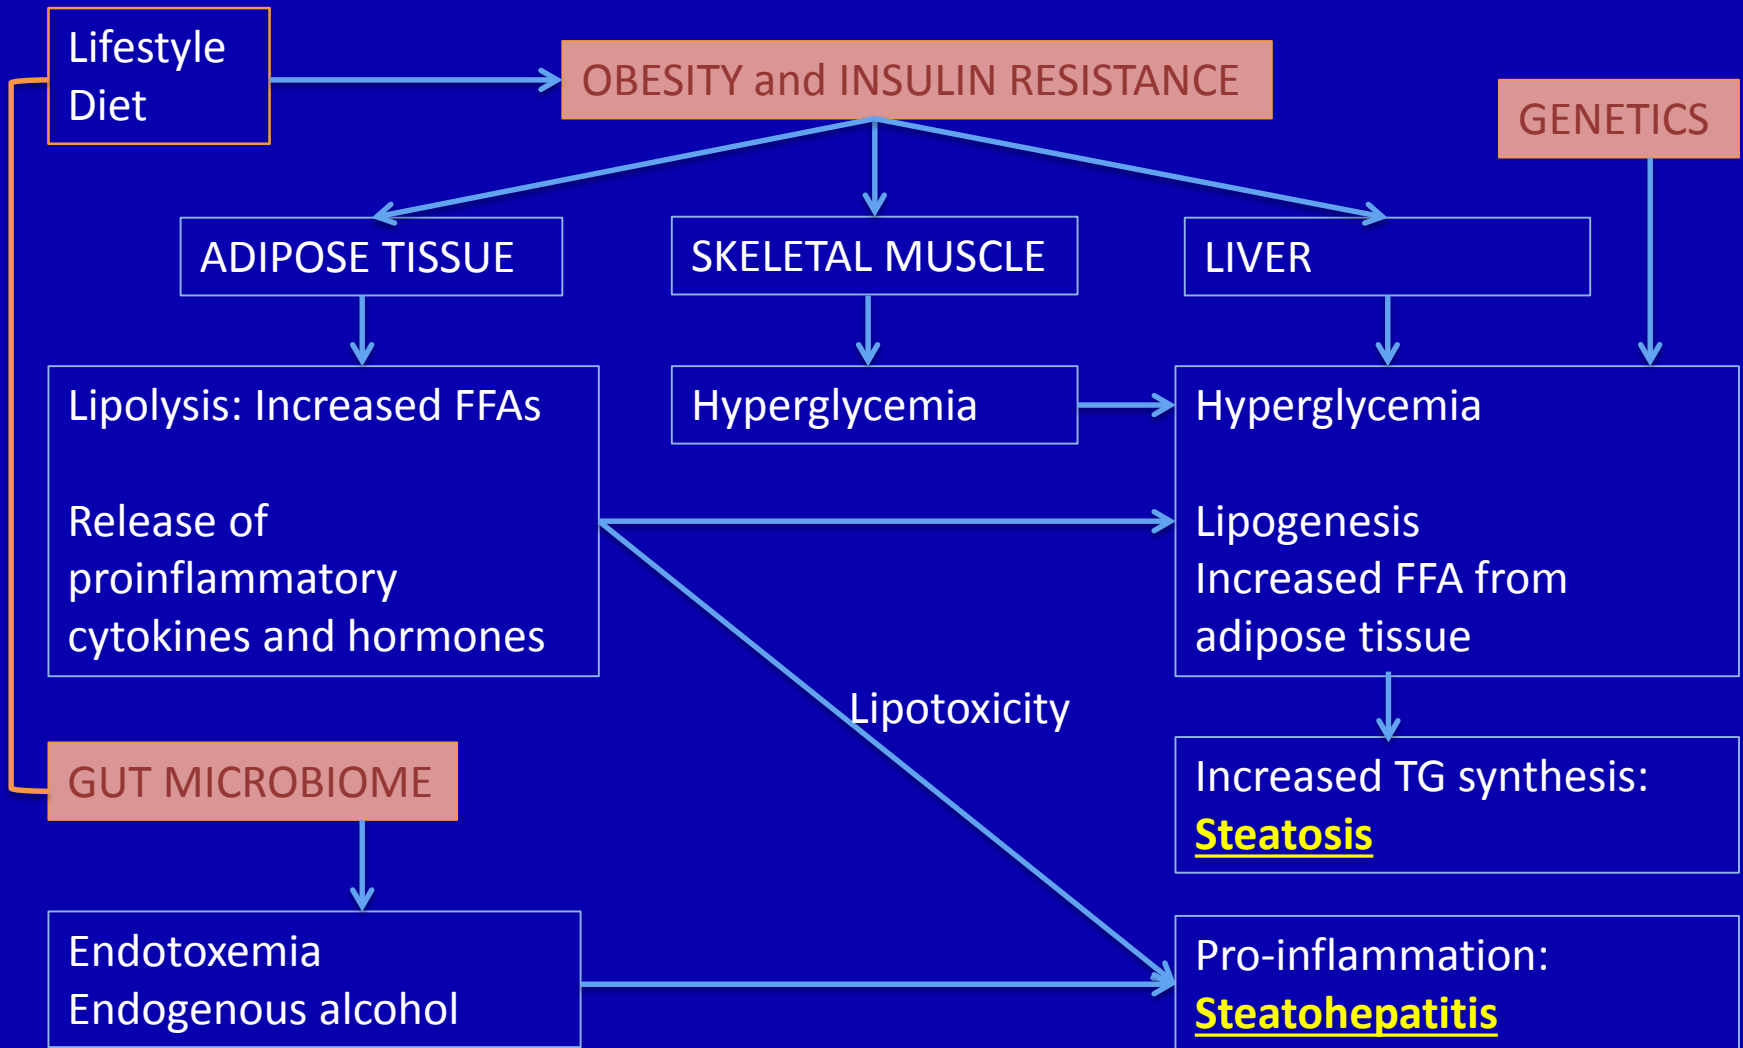 Lifestyle
Diet
OBESITY and INSULIN RESISTANCE
GENETICS
ADIPOSE TISSUE
SKELETAL MUSCLE
LIVER
Lipolysis: Increased FFAs
Release of
proinflammatory
cytokines and hormones
Hyperglycemia
Hyperglycemia
Lipogenesis
Increased FFA from
adipose tissue
Lipotoxicity
GUT MICROBIOME
Increased TG synthesis:
Steatosis
Endotoxemia
Endogenous alcohol
Pro-inflammation:
Steatohepatitis